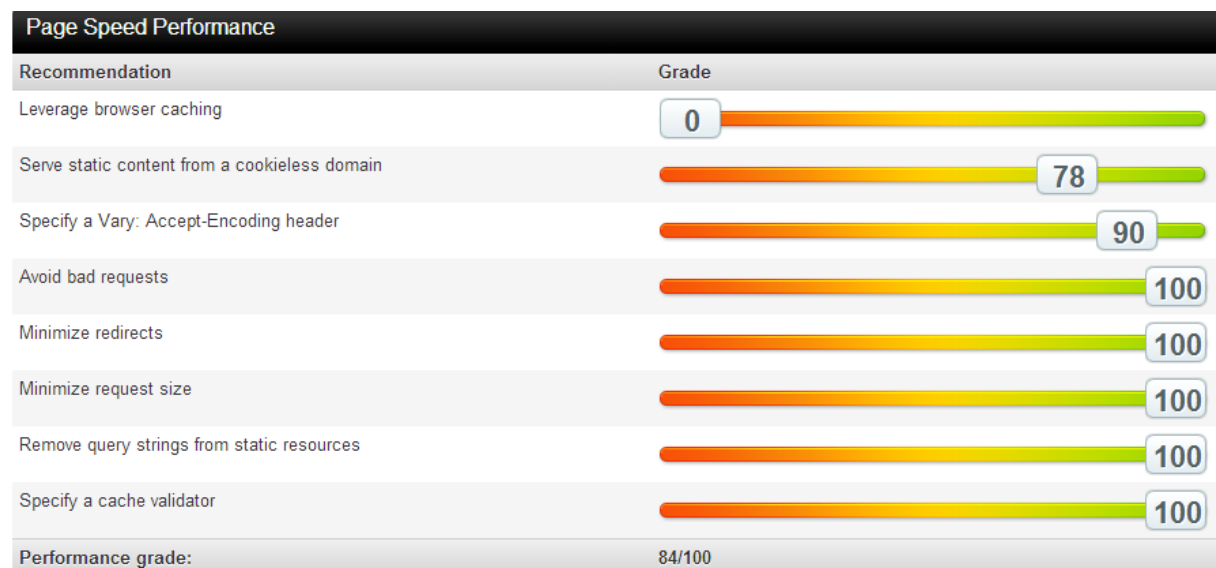 Page Speed Performance
Recommendation Grade
Leverage browser caching 0
Serve static content from a cookieless domain 78
Specify a Vary: Accept-Encoding header 90
Avoid bad requests 100
Minimize redirects 100
Minimize request size 100
Remove query strings from static resources 100
Specify a cache validator 100
Performance grade: 84/100